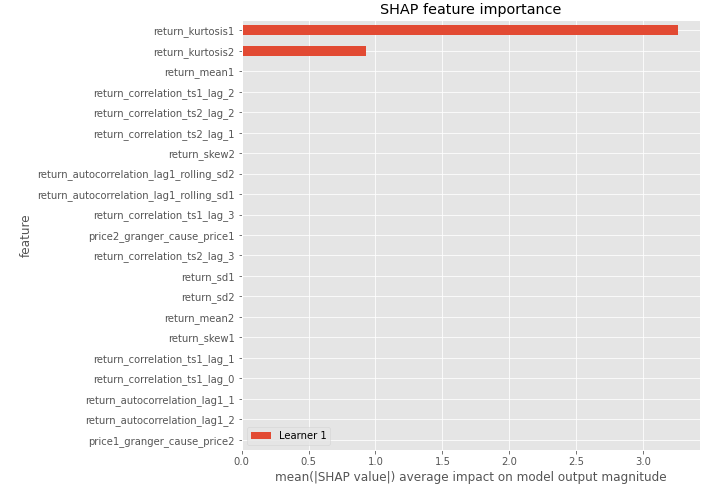 SHAP feature importance
return_kurtosis1
return_kurtosis2
return_mean1
return_correlation_ts1_lag_2
return_correlation_ts2_lag_2
return_correlation_ts2_lag_1
return_skew2
return_autocorrelation_lag1_rolling_sd2
return_autocorrelation_lag1_rolling_sd1
return_correlation_ts1_lag_3
price2_granger_cause_price1
return_correlation_ts2_lag_3
return_sd1
return_sd2
return_mean2
return_skew1
return_correlation_ts1_lag_1
return_correlation_ts1_lag_0
return_autocorrelation_lag1_1
return_autocorrelation_lag1_2
price1_granger_cause_price2
feature
Learner 1
0.0 0.5 1.0 1.5 2.0 2.5 3.0
mean(|SHAP value|) average impact on model output magnitude